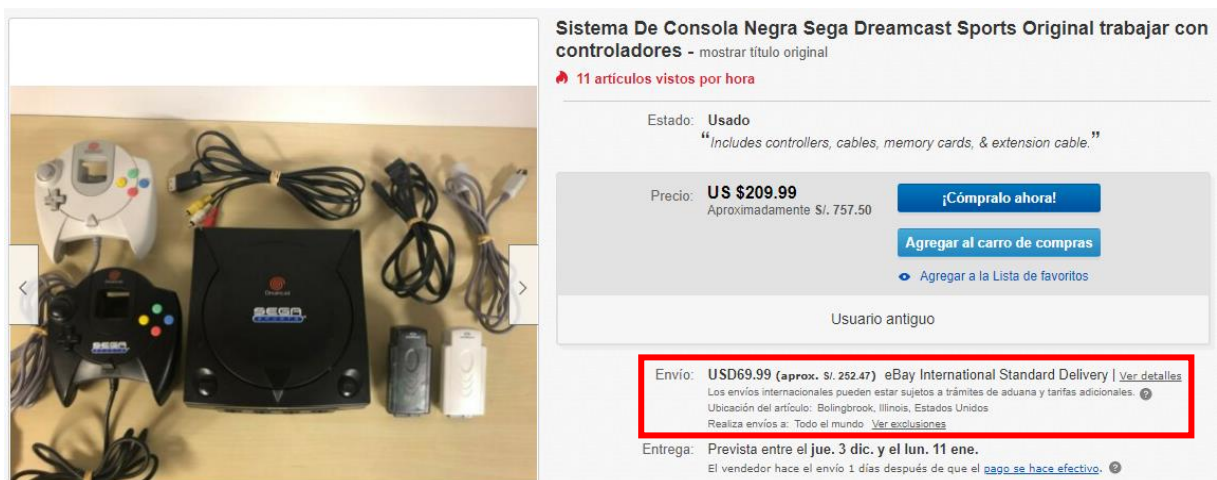 Sistema De Consola Negra Sega Dreamcast Sports Original trabajar con
controladores - mostrar título original
11 artículos vistos por hora
Estado: Usado
“Includes controllers, cables, memory cards, & extension cable.”
Precio: US $209.99
Aproximadamente S/. 757.50
¡Cómpralo ahora!
Agregar al carro de compras
Agregar a la Lista de favoritos
Usuario antiguo
Envío: USD69.99 (aprox. S/. 252.47) eBay International Standard Delivery | Ver detalles
Los envíos internacionales pueden estar sujetos a trámites de aduana y tarifas adicionales.
Ubicación del artículo: Bolingbrook, Illinois, Estados Unidos
Realiza envíos a: Todo el mundo Ver exclusiones
Entrega: Prevista entre el jue. 3 dic. y el lun. 11 ene.
El vendedor hace el envío 1 días después de que el pago se hace efectivo.
Dreamcast
SEGA
SPORTS
SEGA